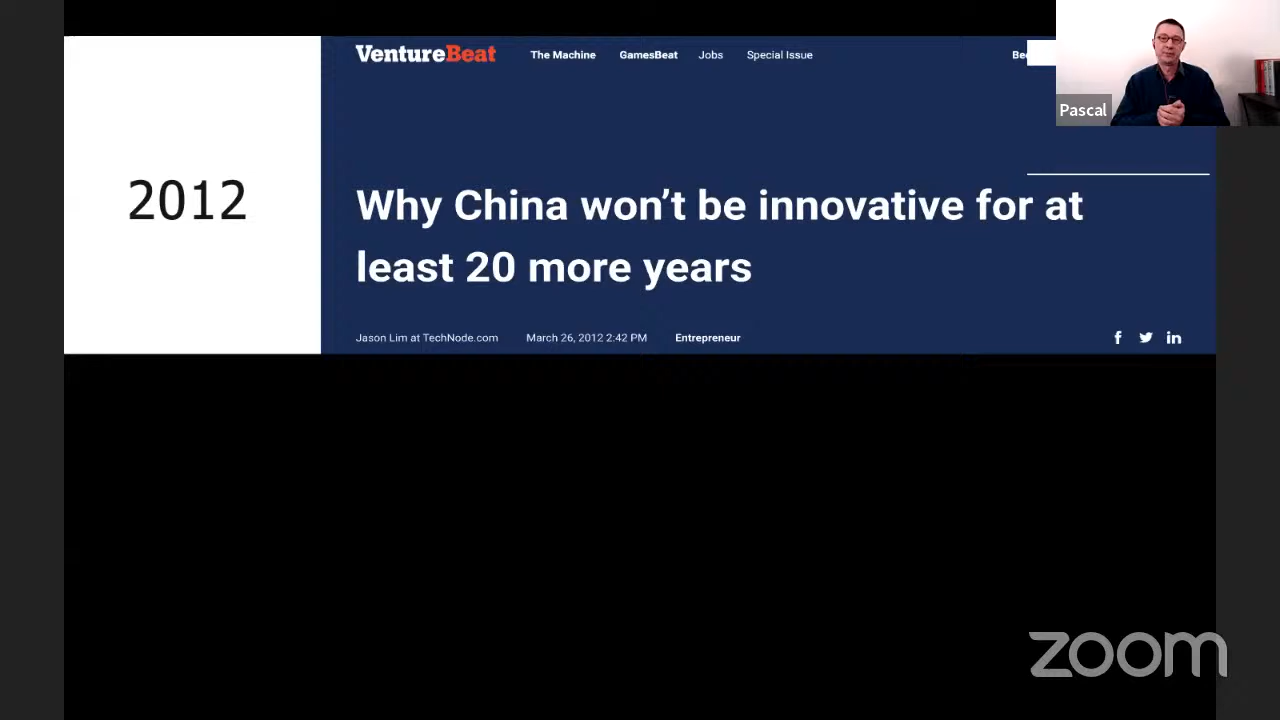 VentureBeat The Machine GamesBeat Jobs Special Issue
Pascal
2012
Why China won’t be innovative for at
least 20 more years
Jason Lim at TechNode.com March 26, 2012 2:42 PM Entrepreneur
zoom